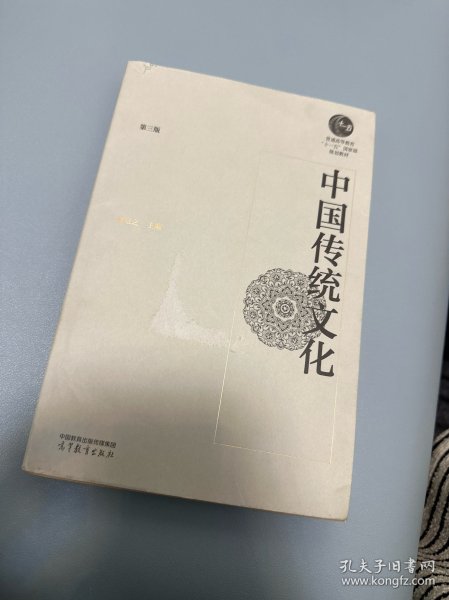 普通高等教育
"十一五"国家级
规划教材
第三版
中国传统文化
主编
中国教育出版传媒集团
高等教育出版社
孔夫子旧书网
www.kongfz.com